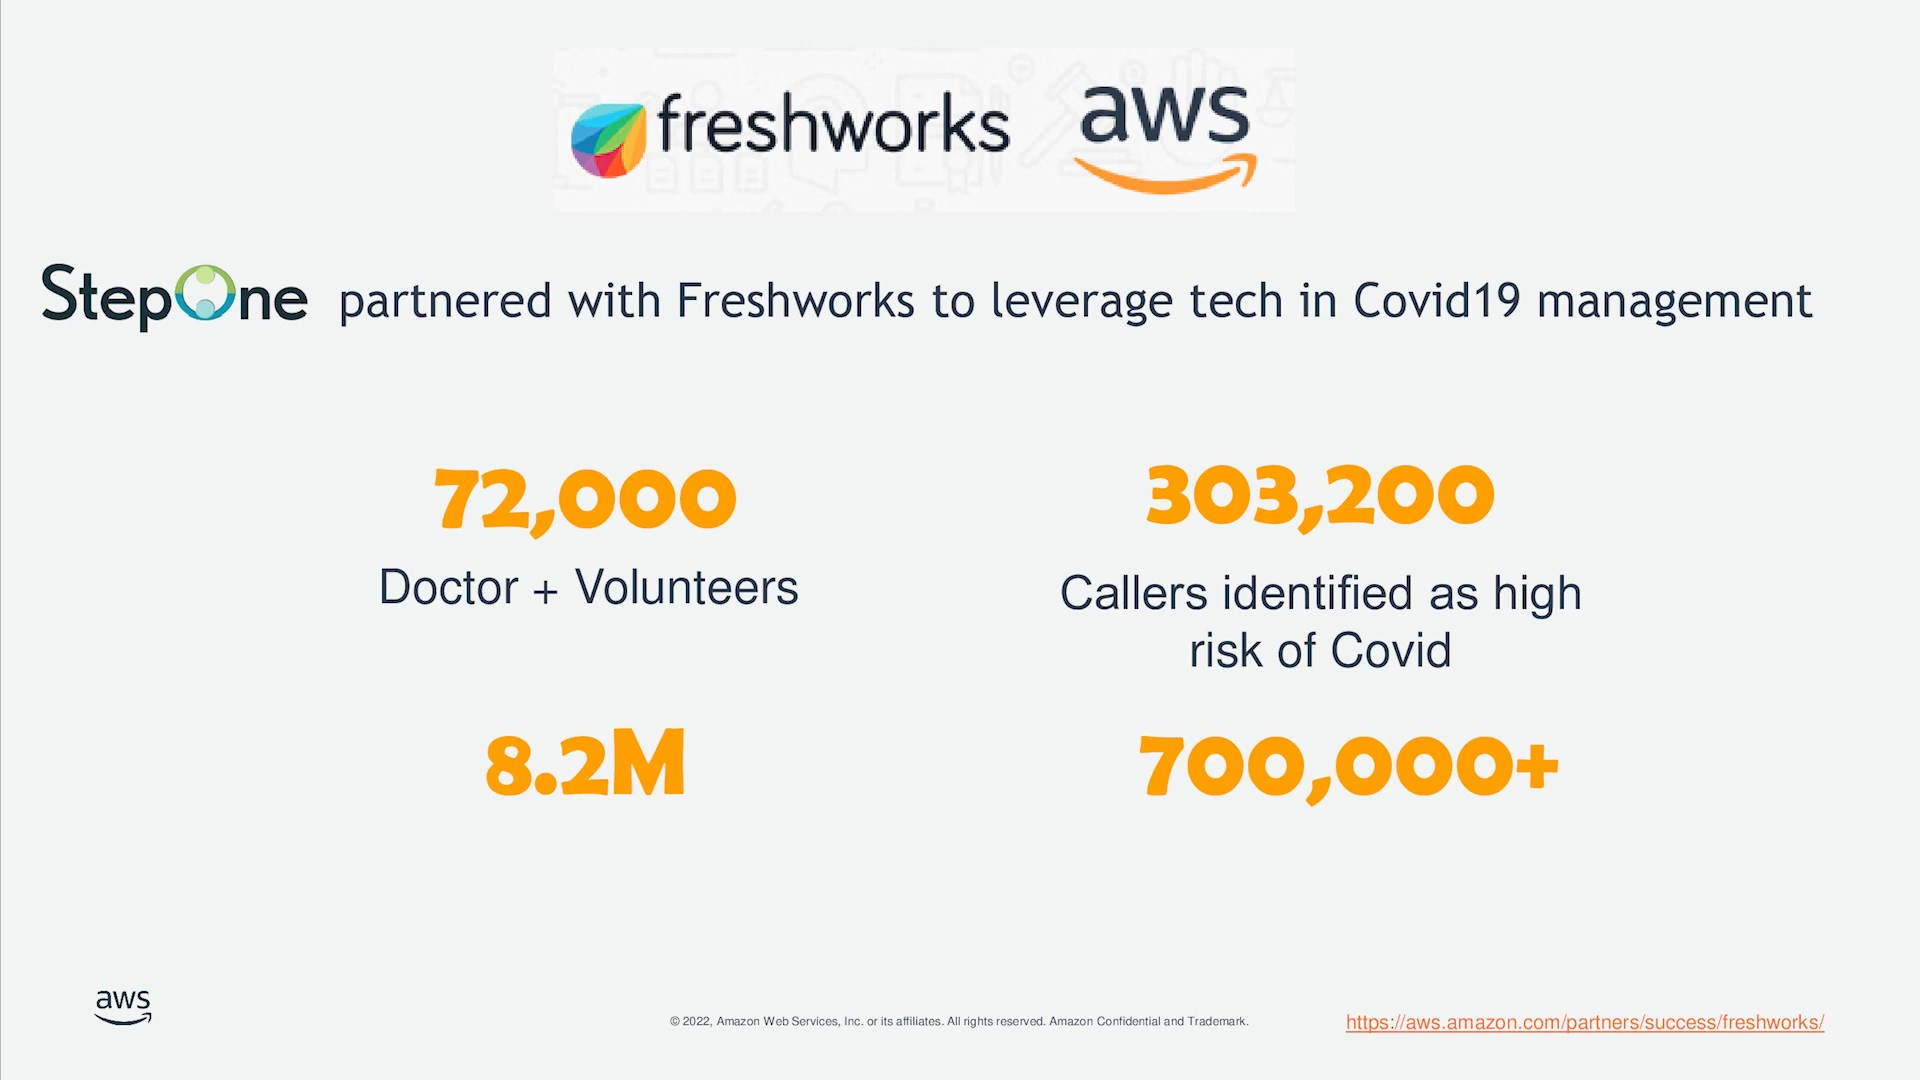 freshworks aws
StepOne partnered with Freshworks to leverage tech in Covid19 management
72,000
Doctor + Volunteers
303,200
Callers identified as high
risk of Covid
8.2M
700,000+
aws
© 2022, Amazon Web Services, Inc. or its affiliates. All rights reserved. Amazon Confidential and Trademark.
https://aws.amazon.com/partners/success/freshworks/